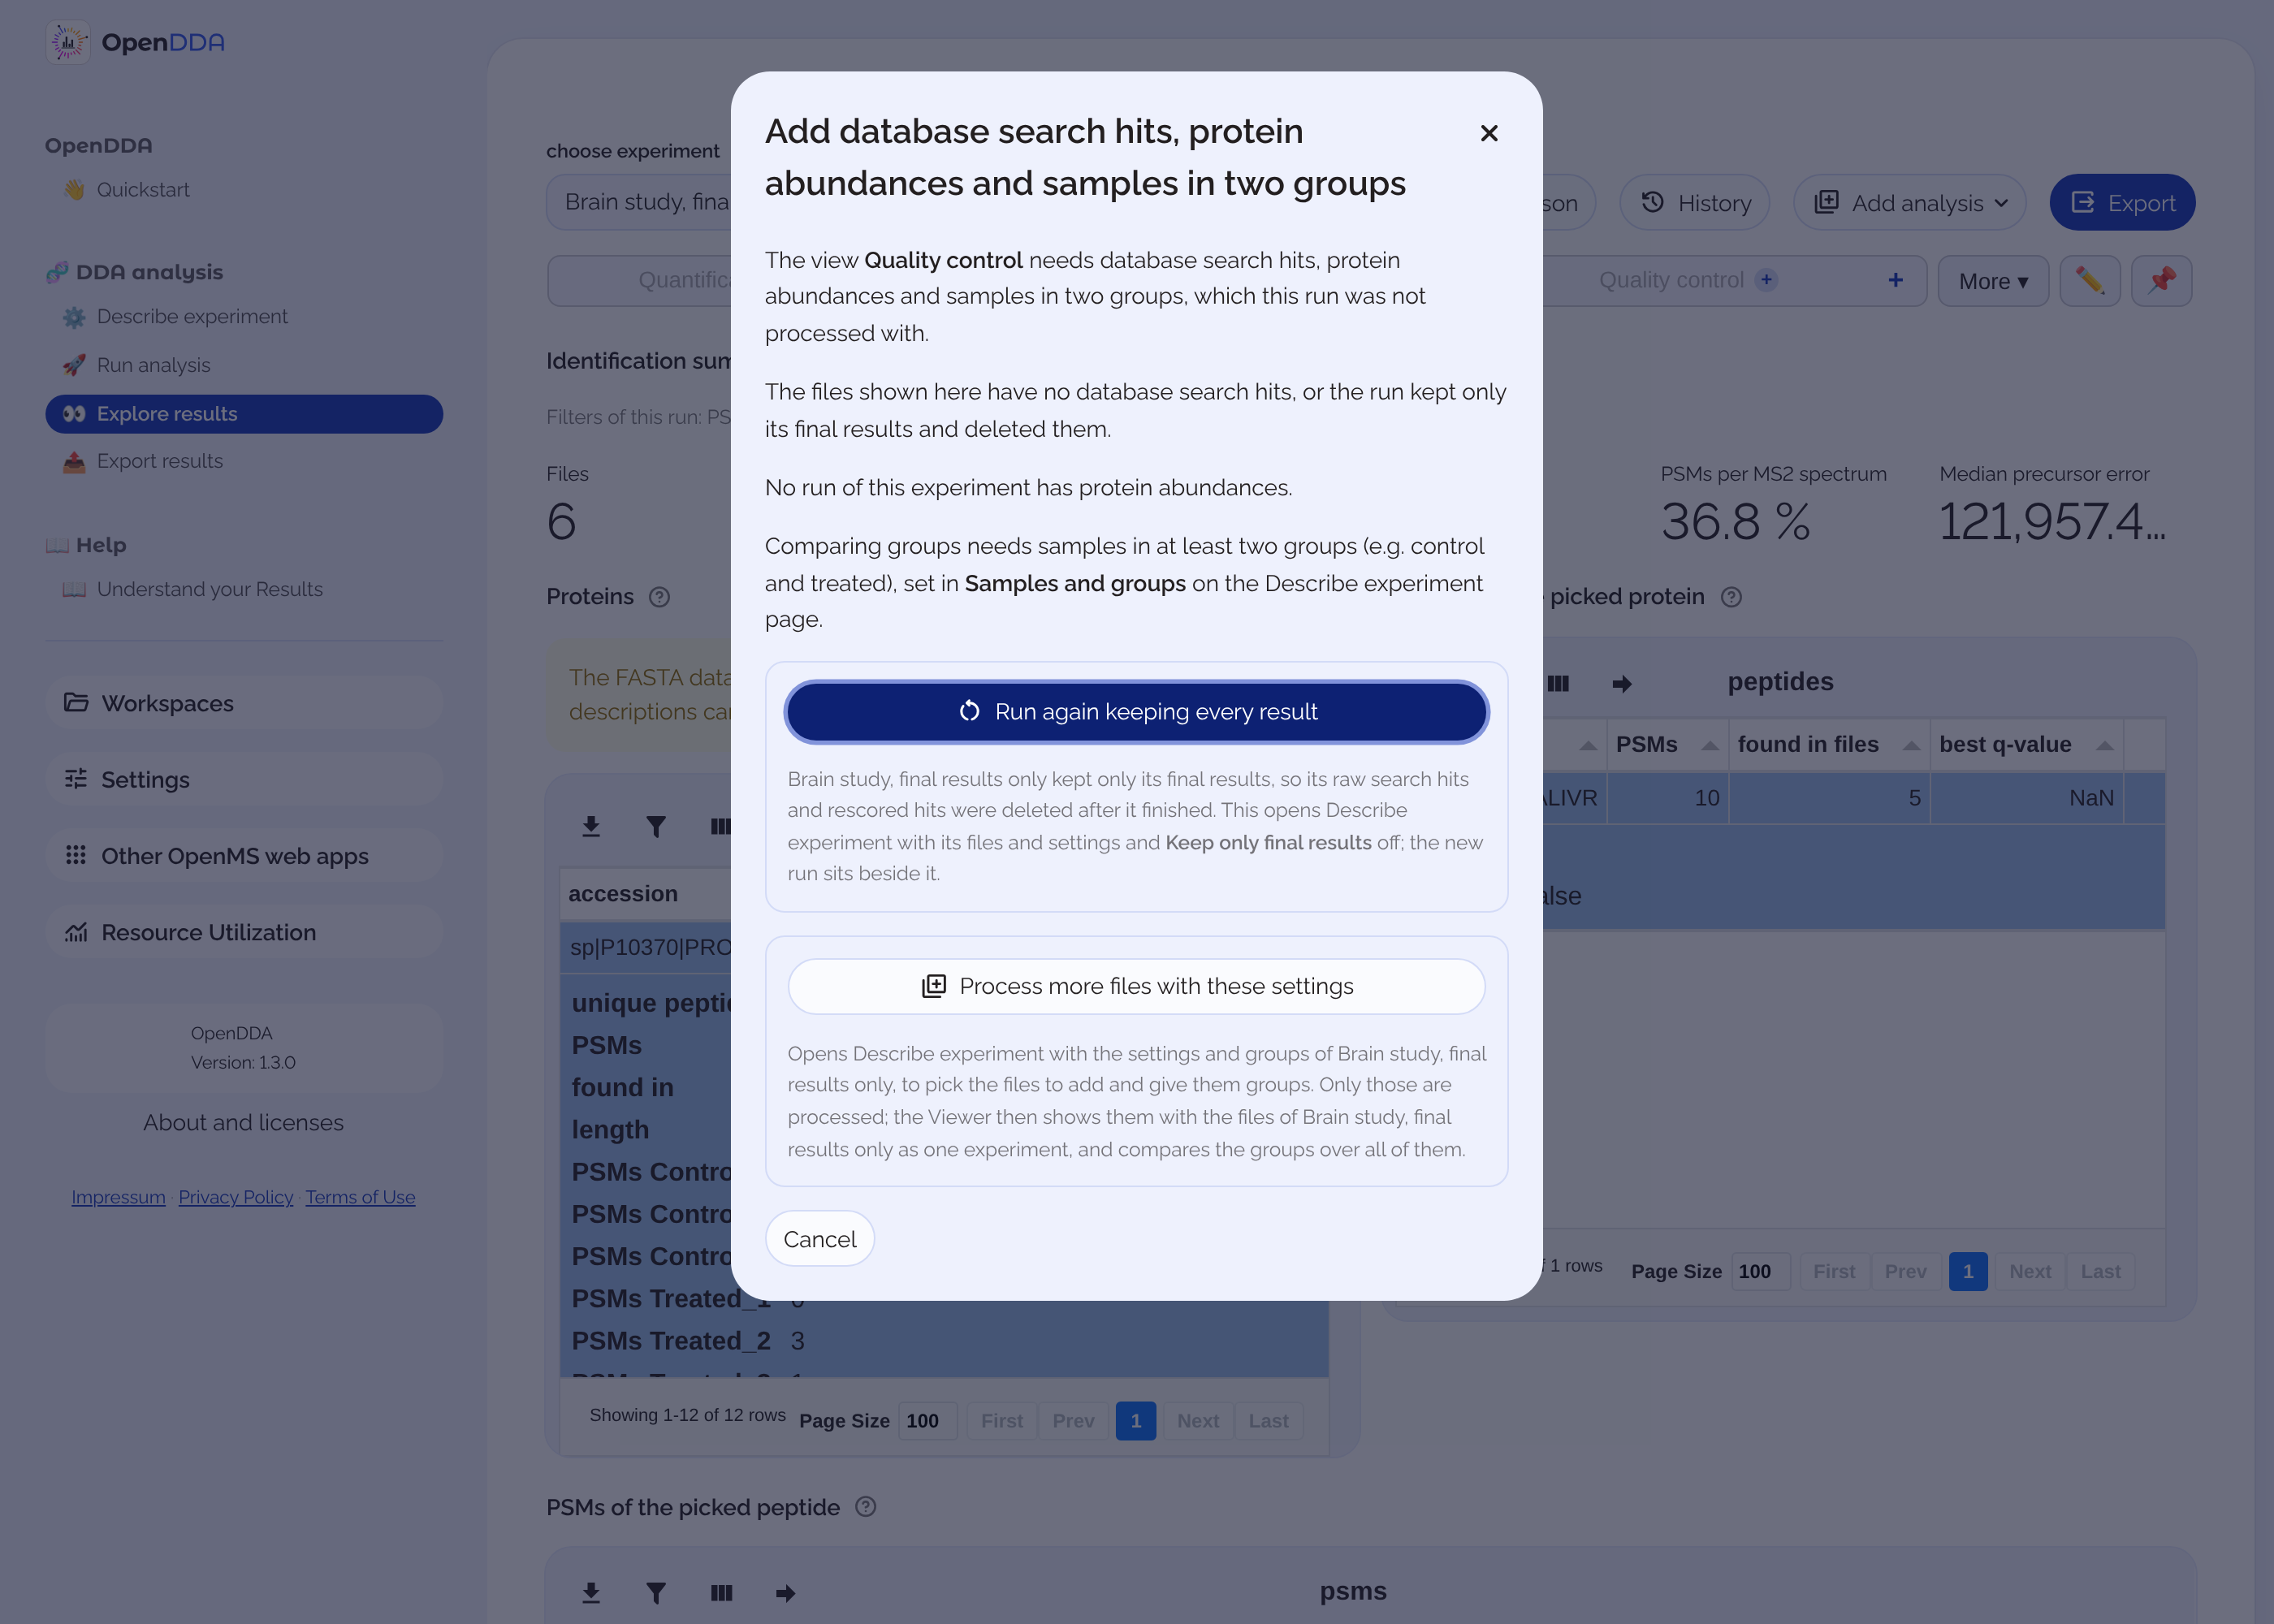 OpenDDA
OpenDDA
Quickstart
DDA analysis
Describe experiment
Run analysis
Explore results
Export results
Help
Understand your Results
Workspaces
Settings
Other OpenMS web apps
Resource Utilization
OpenDDA
Version: 1.3.0
About and licenses
Impressum · Privacy Policy · Terms of Use
choose experiment
Brain study, fina
son
History
Add analysis
Export
Quantific
Quality control +
+
More ▾
Identification sum
Filters of this run: PS
Files
6
PSMs per MS2 spectrum
36.8 %
Median precursor error
121,957.4...
Proteins
picked protein
The FASTA data
descriptions ca
accession
sp|P10370|PRO
unique peptid
PSMs
found in
length
PSMs Contro
PSMs Contro
PSMs Contro
PSMs Treated_1
PSMs Treated_2 3
Showing 1-12 of 12 rows Page Size 100 First Prev 1 Next Last
peptides
PSMs found in files best q-value
ALIVR 10 5 NaN
alse
1 rows Page Size 100 First Prev 1 Next Last
PSMs of the picked peptide
psms
Add database search hits, protein
abundances and samples in two groups
The view Quality control needs database search hits, protein
abundances and samples in two groups, which this run was not
processed with.
The files shown here have no database search hits, or the run kept only
its final results and deleted them.
No run of this experiment has protein abundances.
Comparing groups needs samples in at least two groups (e.g. control
and treated), set in Samples and groups on the Describe experiment
page.
Run again keeping every result
Brain study, final results only kept only its final results, so its raw search hits
and rescored hits were deleted after it finished. This opens Describe
experiment with its files and settings and Keep only final results off; the new
run sits beside it.
Process more files with these settings
Opens Describe experiment with the settings and groups of Brain study, final
results only, to pick the files to add and give them groups. Only those are
processed; the Viewer then shows them with the files of Brain study, final
results only as one experiment, and compares the groups over all of them.
Cancel